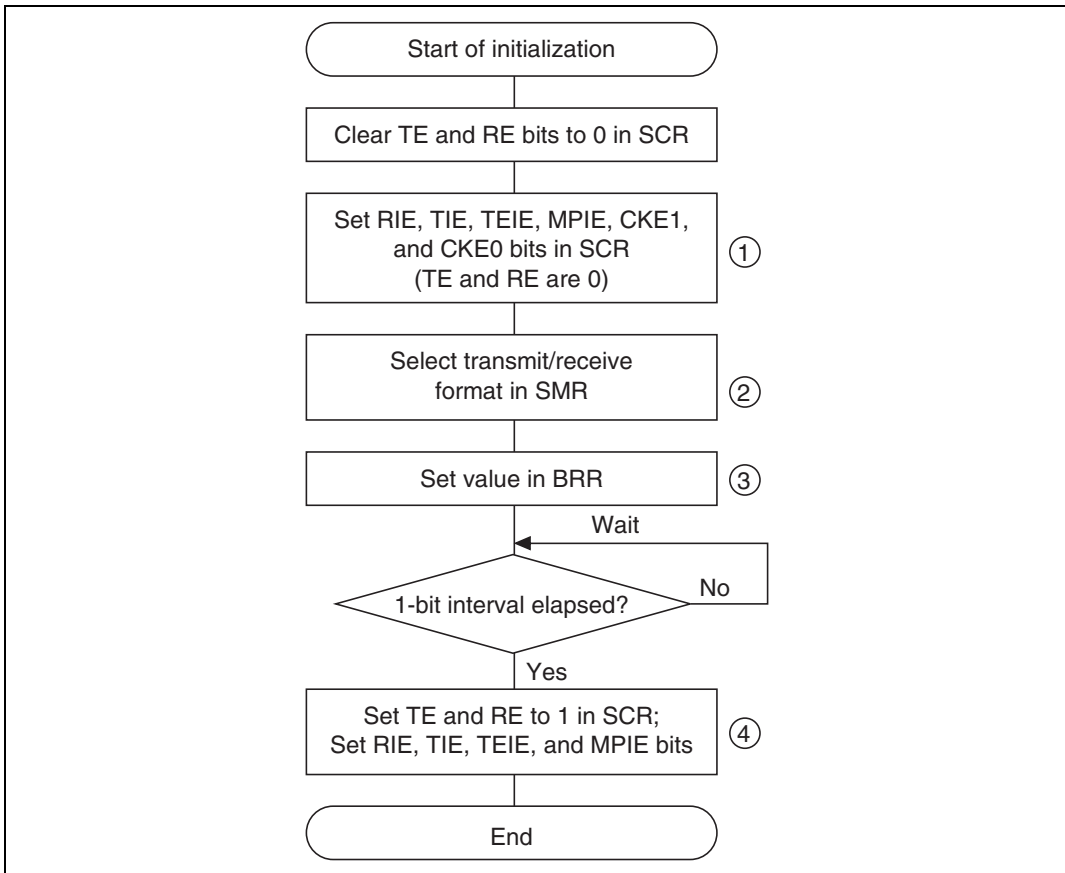 Start of initialization
Clear TE and RE bits to 0 in SCR
Set RIE, TIE, TEIE, MPIE, CKE1,
and CKE0 bits in SCR
(TE and RE are 0)
①
Select transmit/receive
format in SMR
②
Set value in BRR
③
Wait
1-bit interval elapsed?
No
Yes
Set TE and RE to 1 in SCR;
Set RIE, TIE, TEIE, and MPIE bits
④
End